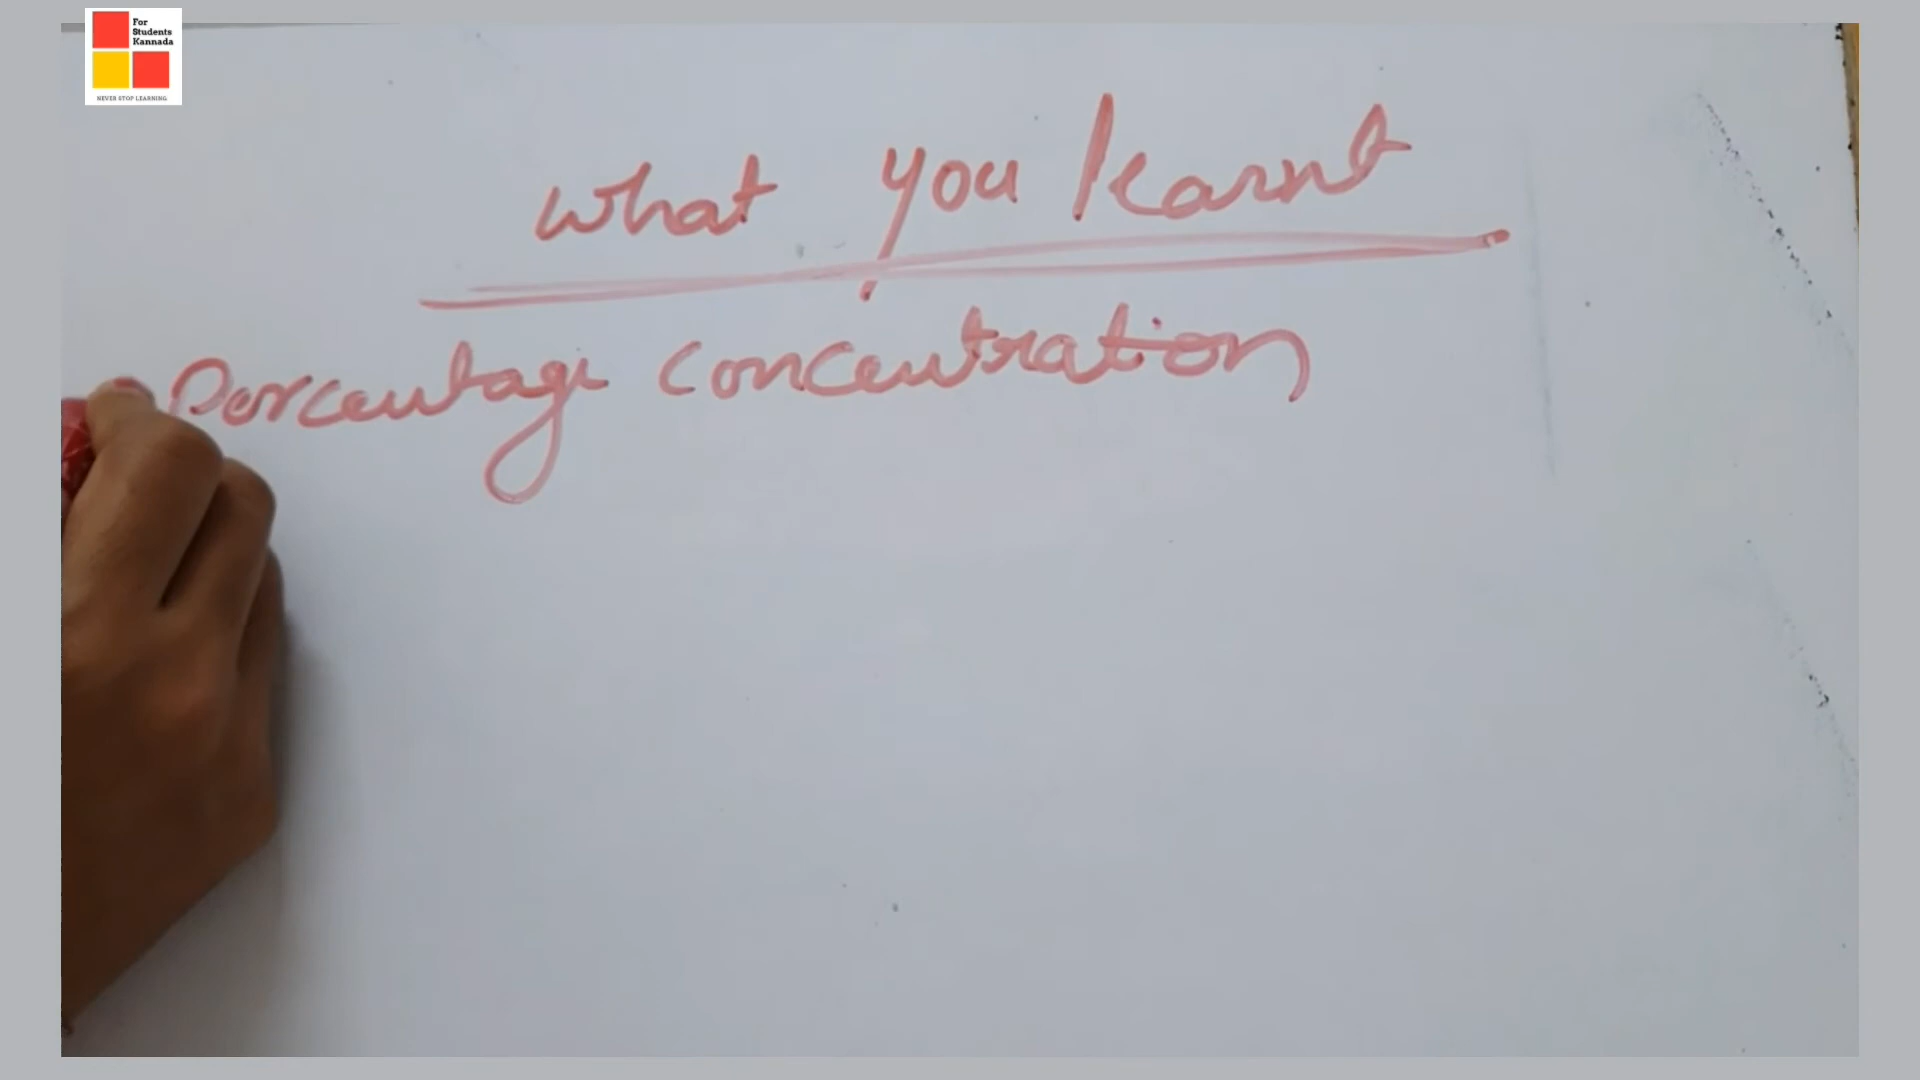 For
Students
Kannada
NEVER STOP LEARNING
what you learnt
Percentage concentration